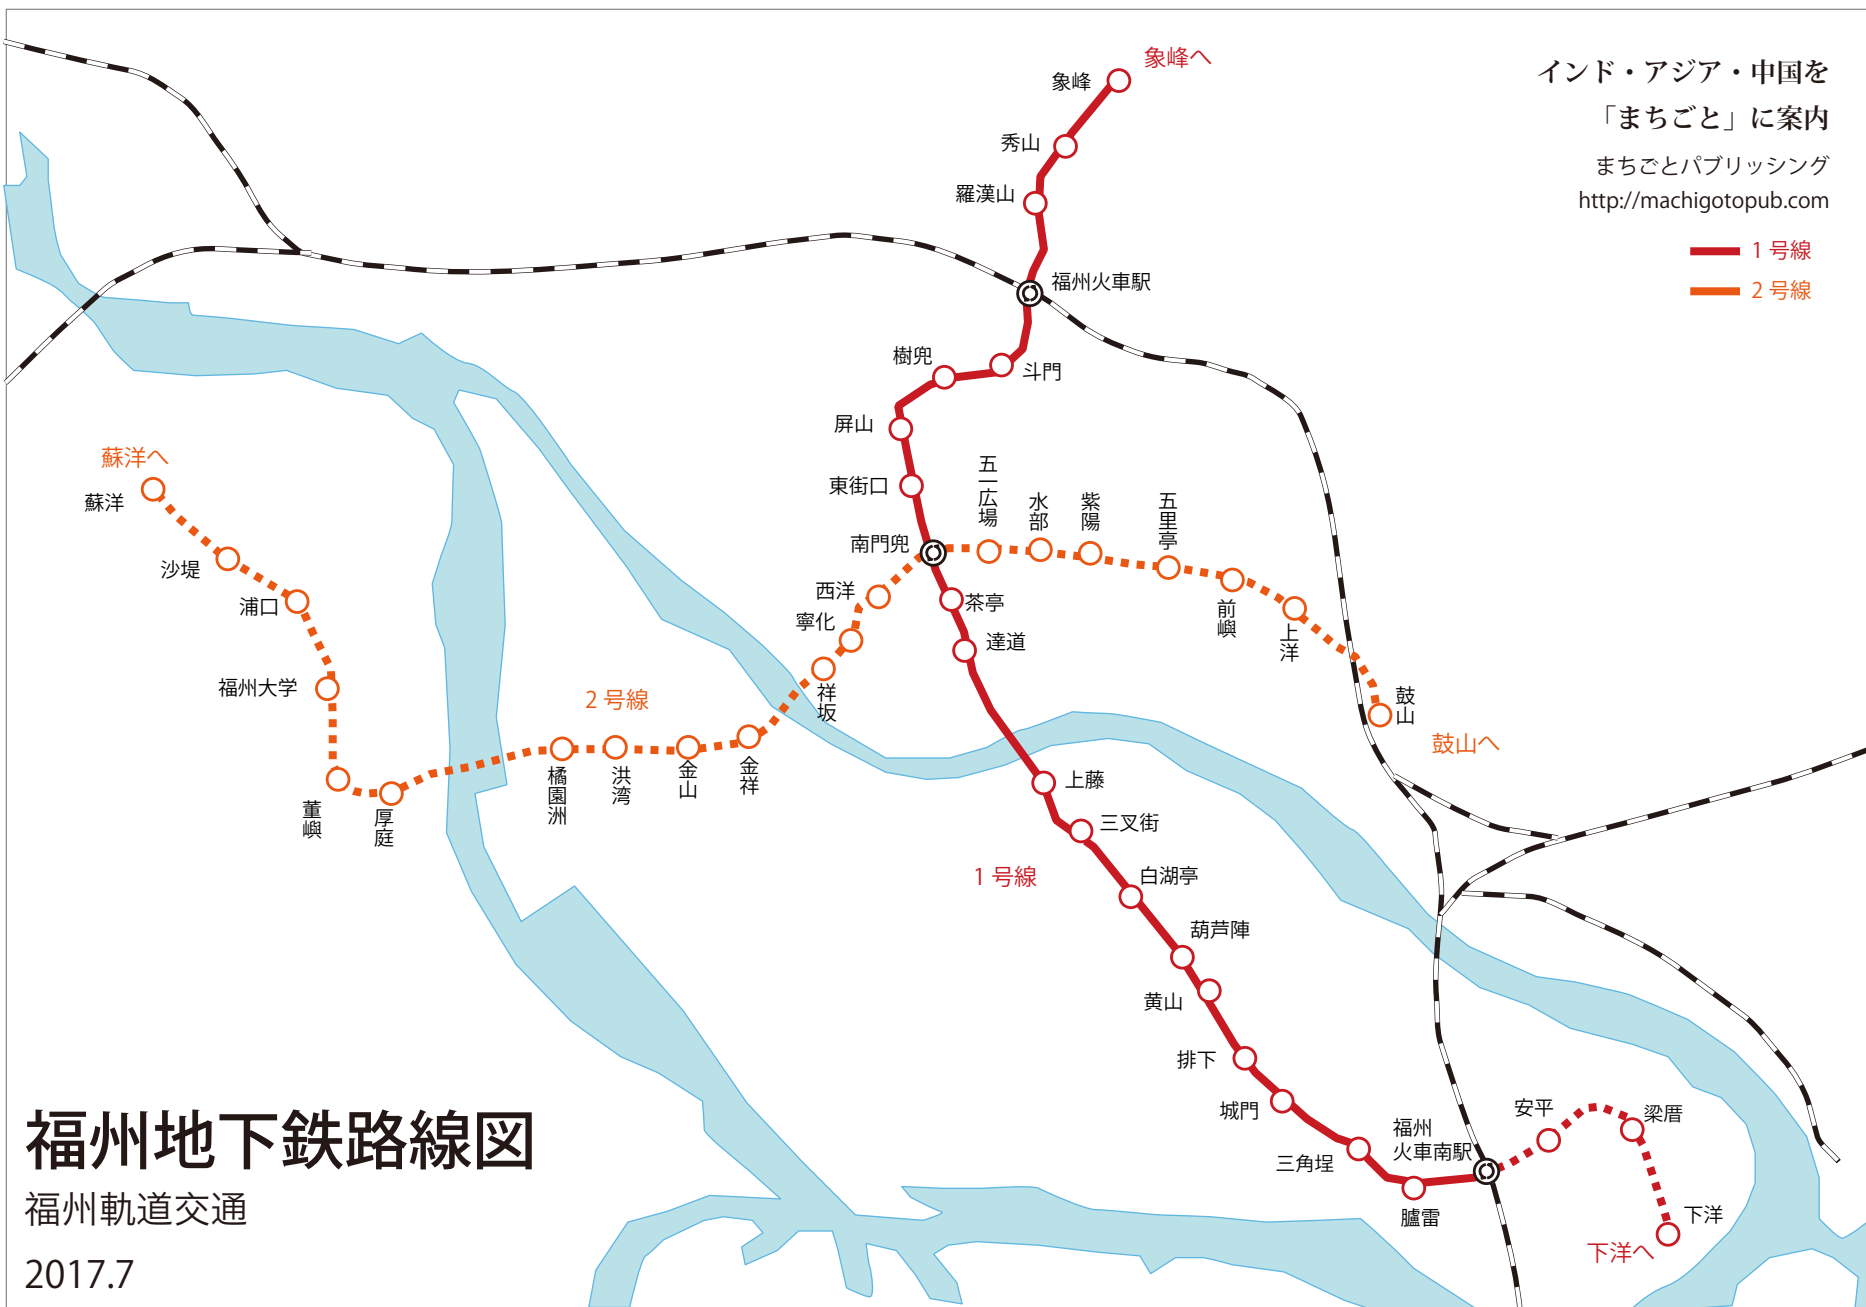 象峰へ
象峰
秀山
羅漢山
福州火車駅
樹兜
斗門
屏山
東街口
南門兜
茶亭
達道
上藤
三叉街
白湖亭
葫芦陣
黄山
排下
城門
三角埕
臚雷
福州
火車南駅
安平
梁厝
下洋
下洋へ
1 号線
蘇洋へ
蘇洋
沙堤
浦口
福州大学
董嶼
厚庭
橘園洲
洪湾
金山
金祥
祥坂
寧化
西洋
五一広場
水部
紫陽
五里亭
前嶼
上洋
鼓山
鼓山へ
2 号線
インド・アジア・中国を
「まちごと」に案内
まちごとパブリッシング
http://machigotopub.com
1 号線
2 号線
福州地下鉄路線図
福州軌道交通
2017.7